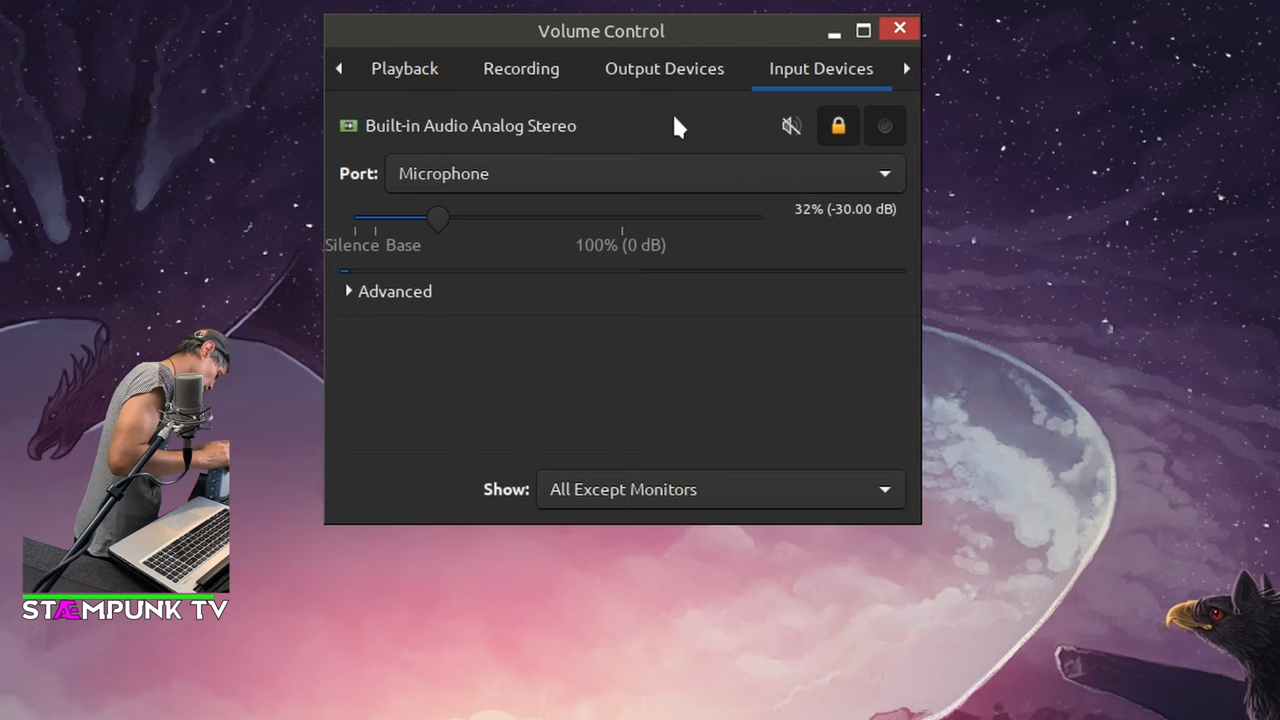 Volume Control
Playback Recording Output Devices Input Devices
Built-in Audio Analog Stereo
Port: Microphone
32% (-30.00 dB)
Silence Base 100% (0 dB)
Advanced
Show: All Except Monitors
STÆMPUNK TV